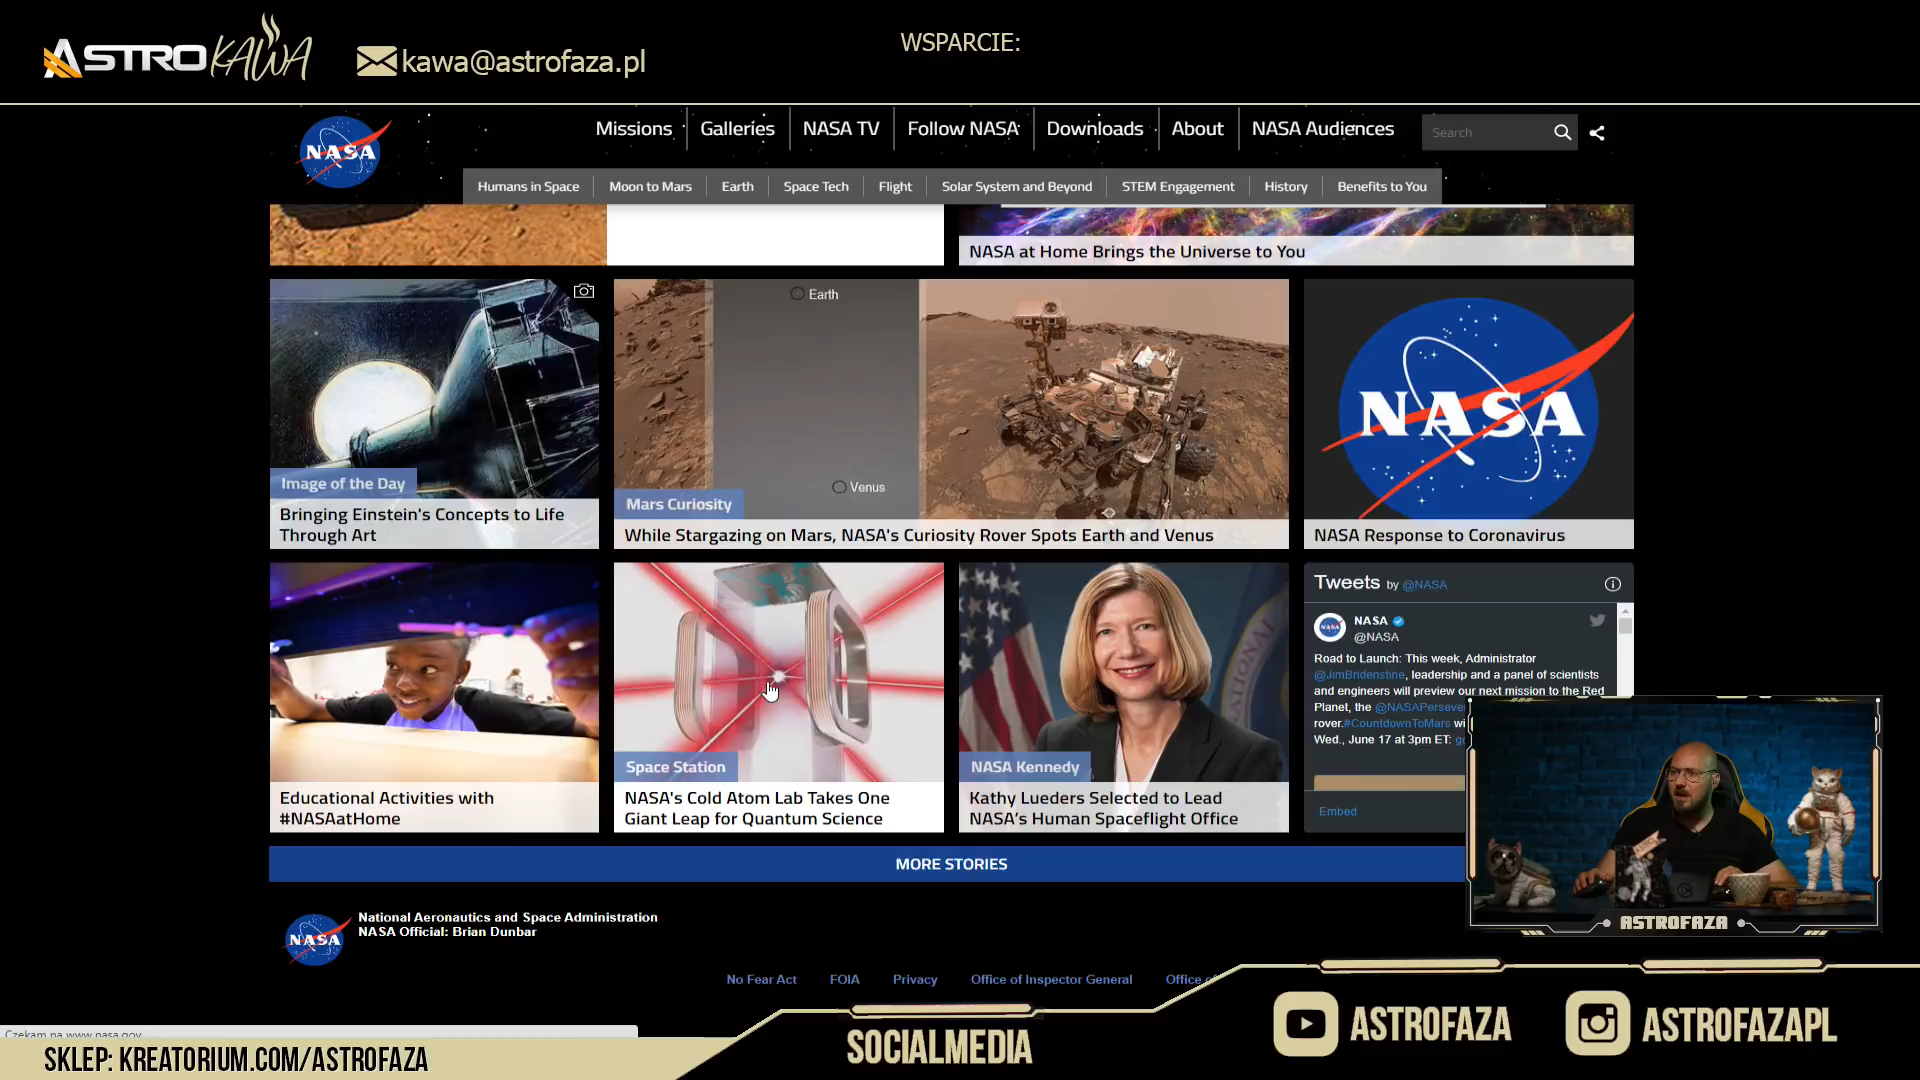 ASTROKAWA
kawa@astrofaza.pl
WSPARCIE:
NASA
Missions
Galleries
NASA TV
Follow NASA
Downloads
About
NASA Audiences
Search
Humans in Space
Moon to Mars
Earth
Space Tech
Flight
Solar System and Beyond
STEM Engagement
History
Benefits to You
NASA at Home Brings the Universe to You
Image of the Day
Bringing Einstein's Concepts to Life
Through Art
Earth
Venus
Mars Curiosity
While Stargazing on Mars, NASA's Curiosity Rover Spots Earth and Venus
NASA
NASA Response to Coronavirus
Educational Activities with
#NASAatHome
Space Station
NASA's Cold Atom Lab Takes One
Giant Leap for Quantum Science
NASA Kennedy
Kathy Lueders Selected to Lead
NASA's Human Spaceflight Office
Tweets by @NASA
NASA
NASA
@NASA
Road to Launch: This week, Administrator
@JimBridenstine, leadership and a panel of scientists
and engineers will preview our next mission to the Red
Planet, the @NASAPerseve
rover.#CountdownToMars wi
Wed., June 17 at 3pm ET: go
Embed
MORE STORIES
NASA
National Aeronautics and Space Administration
NASA Official: Brian Dunbar
No Fear Act
FOIA
Privacy
Office of Inspector General
Office of
Czekam na www.nasa.gov
ASTROFAZA
SKLEP: KREATORIUM.COM/ASTROFAZA
SOCIALMEDIA
ASTROFAZA
ASTROFAZAPL